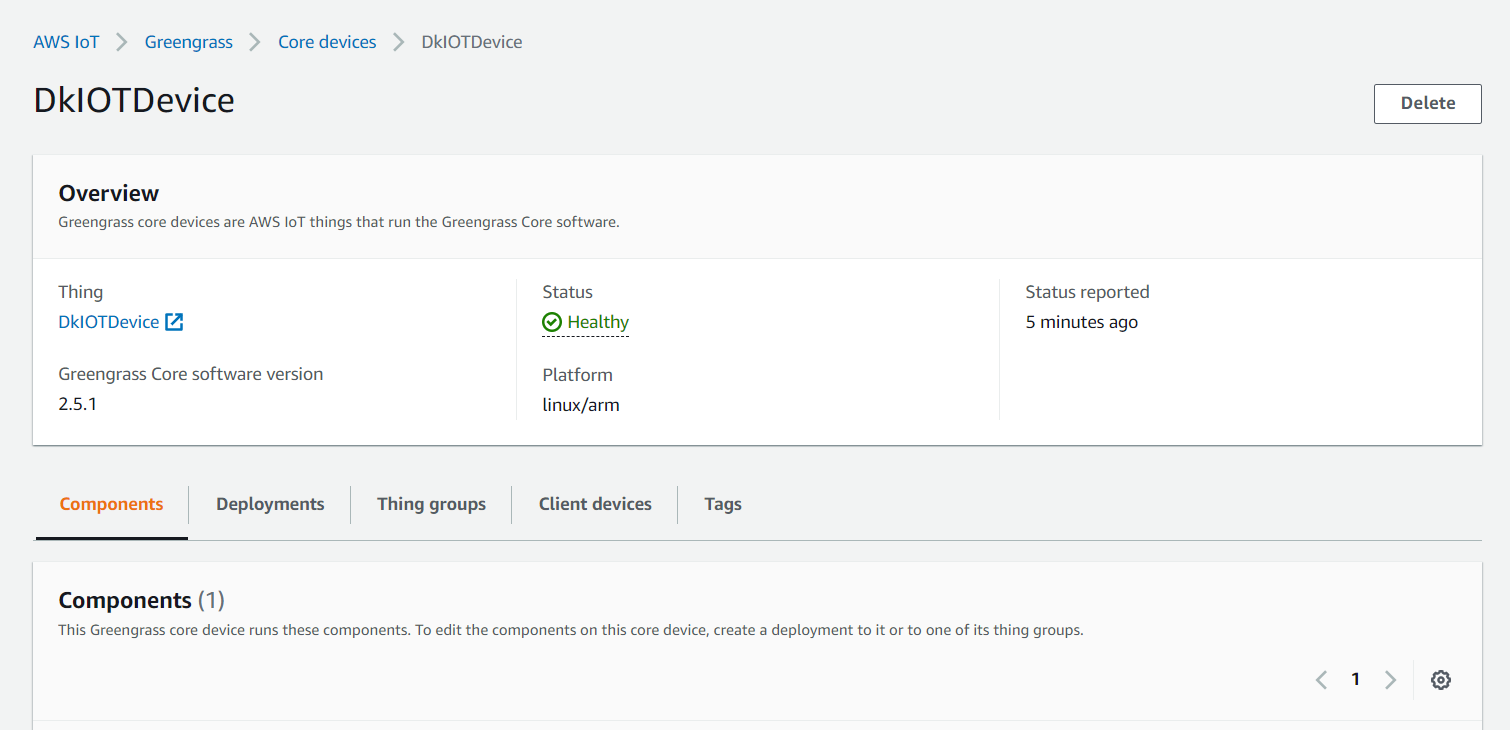 AWS IoT > Greengrass > Core devices > DkIOTDevice
DkIOTDevice
Delete
Overview
Greengrass core devices are AWS IoT things that run the Greengrass Core software.
Thing
DkIOTDevice
Greengrass Core software version
2.5.1
Status
Healthy
Platform
linux/arm
Status reported
5 minutes ago
Components Deployments Thing groups Client devices Tags
Components (1)
This Greengrass core device runs these components. To edit the components on this core device, create a deployment to it or to one of its thing groups.
1